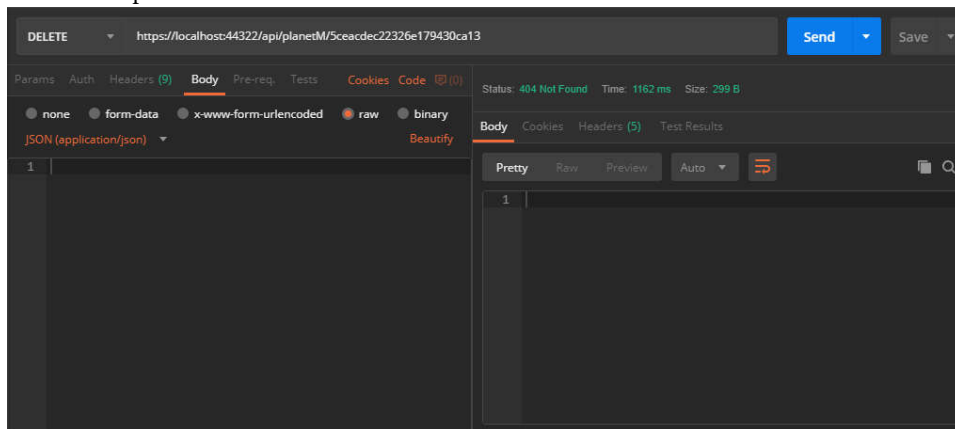 DELETE https://localhost:44322/api/planetM/5ceacdec22326e179430ca13 Send Save
Params Auth Headers (9) Body Pre-req. Tests Cookies Code (0)
Status: 404 Not Found Time: 1162 ms Size: 299 B
none form-data x-www-form-urlencoded raw binary
JSON (application/json) Beautify
Body Cookies Headers (5) Test Results
Pretty Raw Preview Auto
1
1